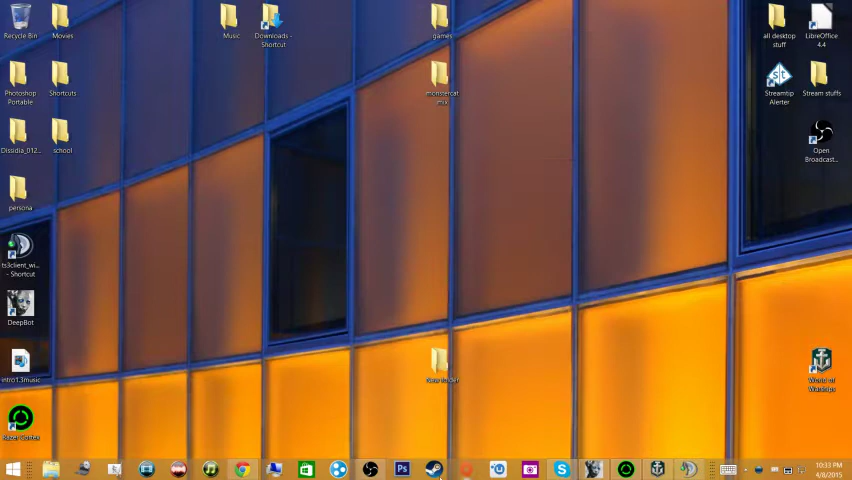 Recycle Bin
Movies
Music
Downloads -
Shortcut
games
all desktop
stuff
LibreOffice
4.4
Photoshop
Portable
Shortcuts
monstercat
mix
Streamtip
Alerter
Stream stuffs
Dissidia_012...
school
Open
Broadcast...
persona
ts3client_wi...
- Shortcut
DeepBot
intro1.3music
New folder
World of
Warships
Razer Cortex
Ps
10:33 PM
4/8/2015